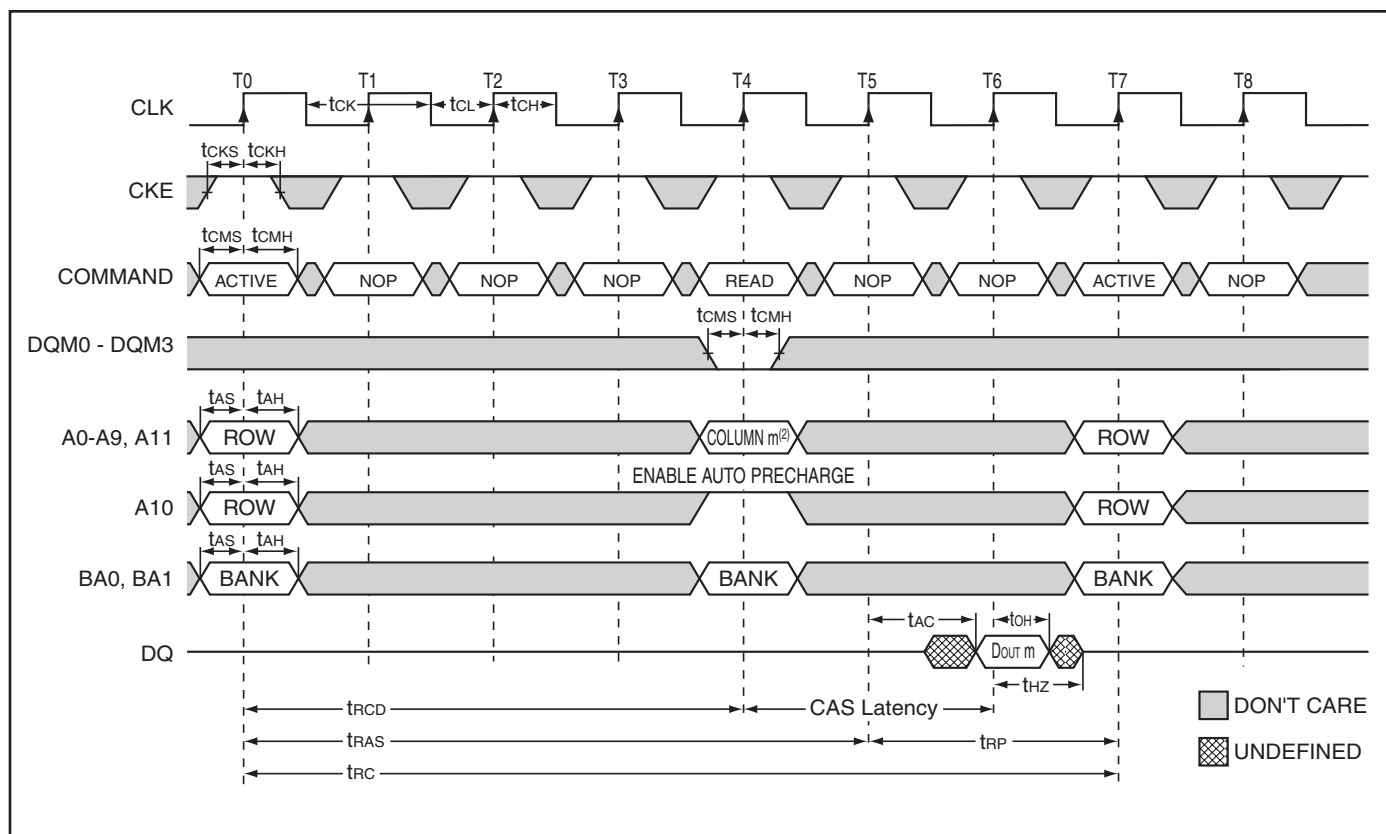 T0 T1 T2 T3 T4 T5 T6 T7 T8
CLK tCK tCL tCH
tCKS tCKH
CKE
tCMS tCMH
COMMAND ACTIVE NOP NOP NOP READ NOP NOP ACTIVE NOP
tCMS tCMH
DQM0 - DQM3
tAS tAH
A0-A9, A11 ROW COLUMN m(2) ROW
tAS tAH ENABLE AUTO PRECHARGE
A10 ROW ROW
tAS tAH
BA0, BA1 BANK BANK BANK
tAC tOH
DQ DOUT m
tHZ
tRCD CAS Latency DON'T CARE
tRAS tRP UNDEFINED
tRC